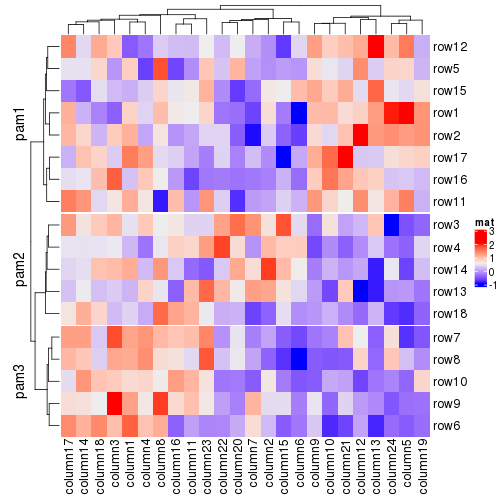 pam1
row12
row5
row15
row1
row2
row17
row16
row11
pam2
row3
row4
row14
row13
row18
pam3
row7
row8
row10
row9
row6
mat
3
2
1
0
-1
column17
column14
column18
column3
column1
column4
column8
column16
column11
column23
column22
column20
column7
column2
column15
column6
column9
column10
column21
column12
column13
column24
column5
column19